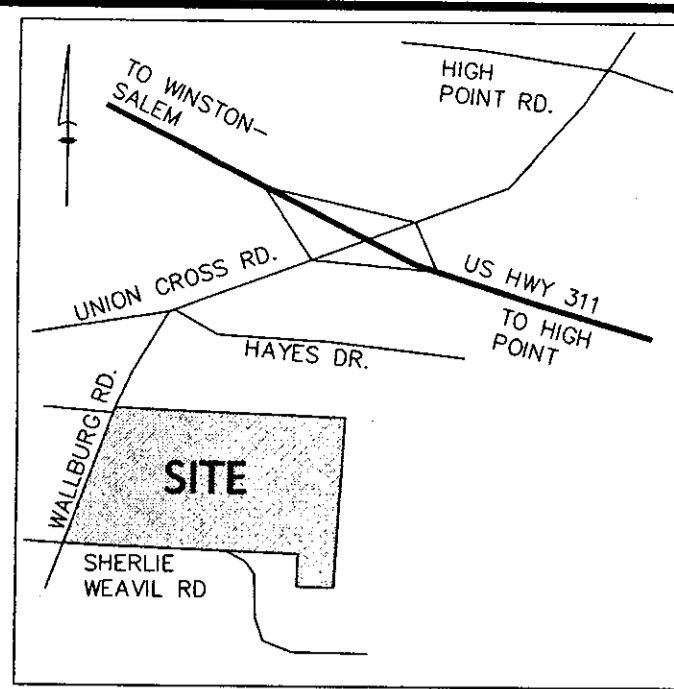 TO WINSTON-
SALEM
HIGH
POINT RD.
UNION CROSS RD.
US HWY 311
TO HIGH
POINT
HAYES DR.
WALLBURG RD.
SITE
SHERLIE
WEAVIL RD